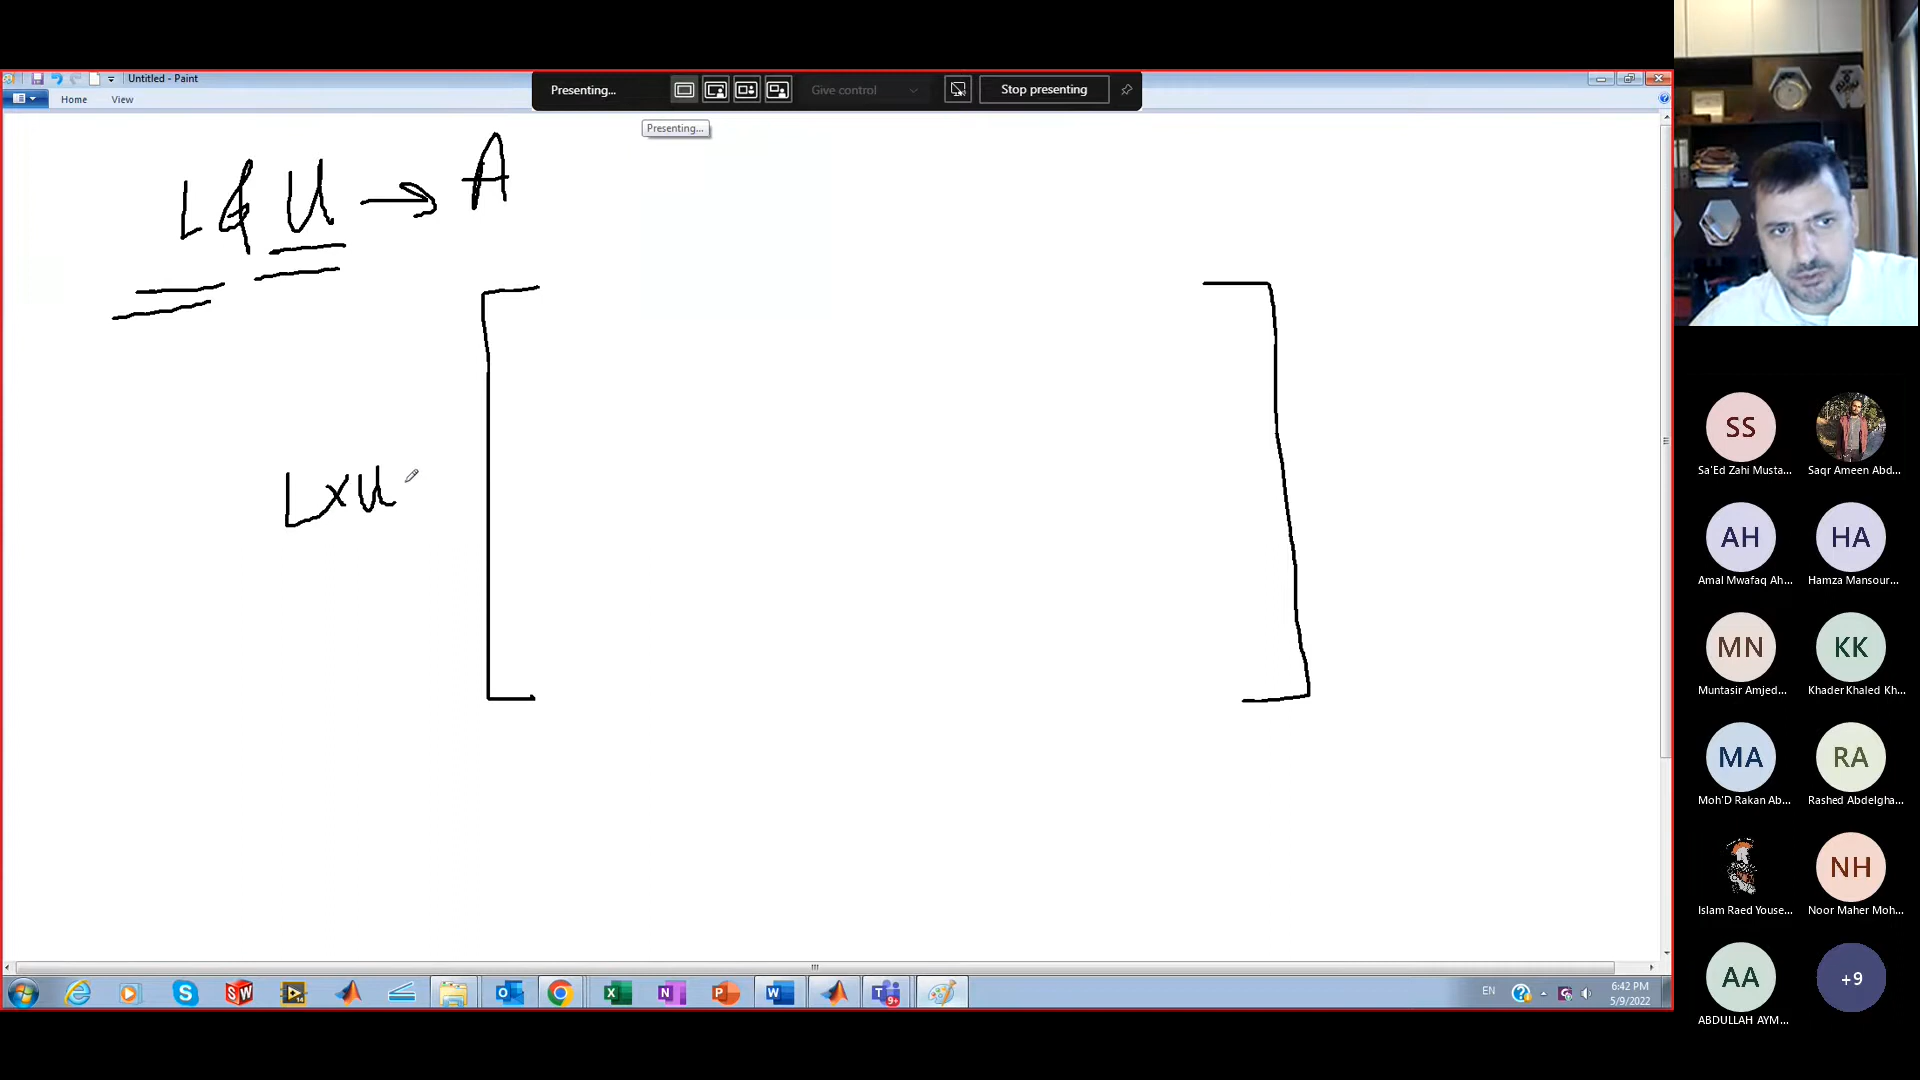 Untitled - Paint
Home View
Presenting...
Give control
Stop presenting
Presenting...
L & U → A
L x U
SS
Sa'Ed Zahi Musta...
Saqr Ameen Abd...
AH
HA
Amal Mwafaq Ah...
Hamza Mansour...
MN
KK
Muntasir Amjed...
Khader Khaled Kh...
MA
RA
Moh'D Rakan Ab...
Rashed Abdelgha...
NH
Islam Raed Youse...
Noor Maher Moh...
AA
+9
ABDULLAH AYM...
EN
6:42 PM
5/9/2022
9+